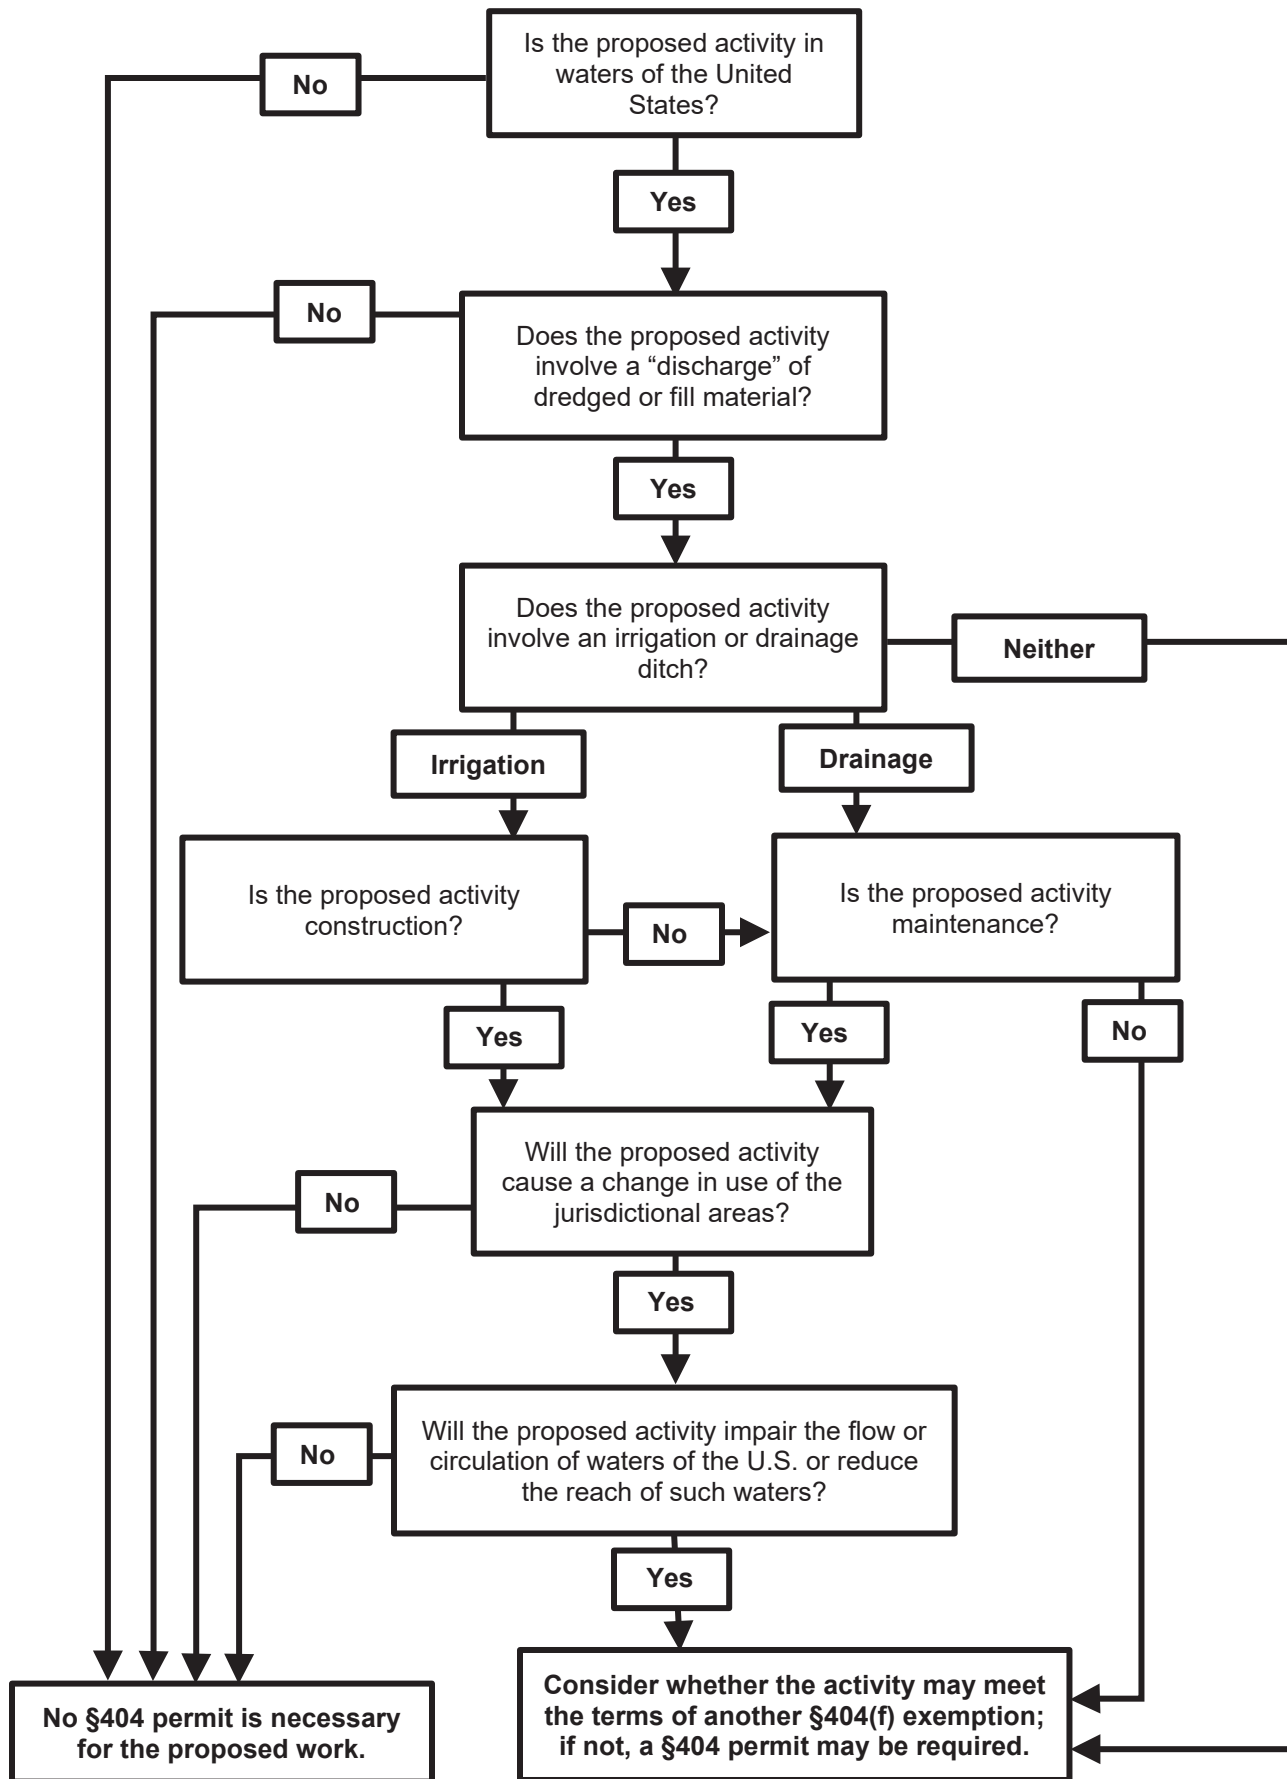 Is the proposed activity in
waters of the United
States?
No
Yes
Does the proposed activity
involve a “discharge” of
dredged or fill material?
No
Yes
Does the proposed activity
involve an irrigation or drainage
ditch?
Neither
Irrigation
Drainage
Is the proposed activity
construction?
No
Is the proposed activity
maintenance?
Yes
Yes
No
Will the proposed activity
cause a change in use of the
jurisdictional areas?
No
Yes
Will the proposed activity impair the flow or
circulation of waters of the U.S. or reduce
the reach of such waters?
No
Yes
No §404 permit is necessary
for the proposed work.
Consider whether the activity may meet
the terms of another §404(f) exemption;
if not, a §404 permit may be required.